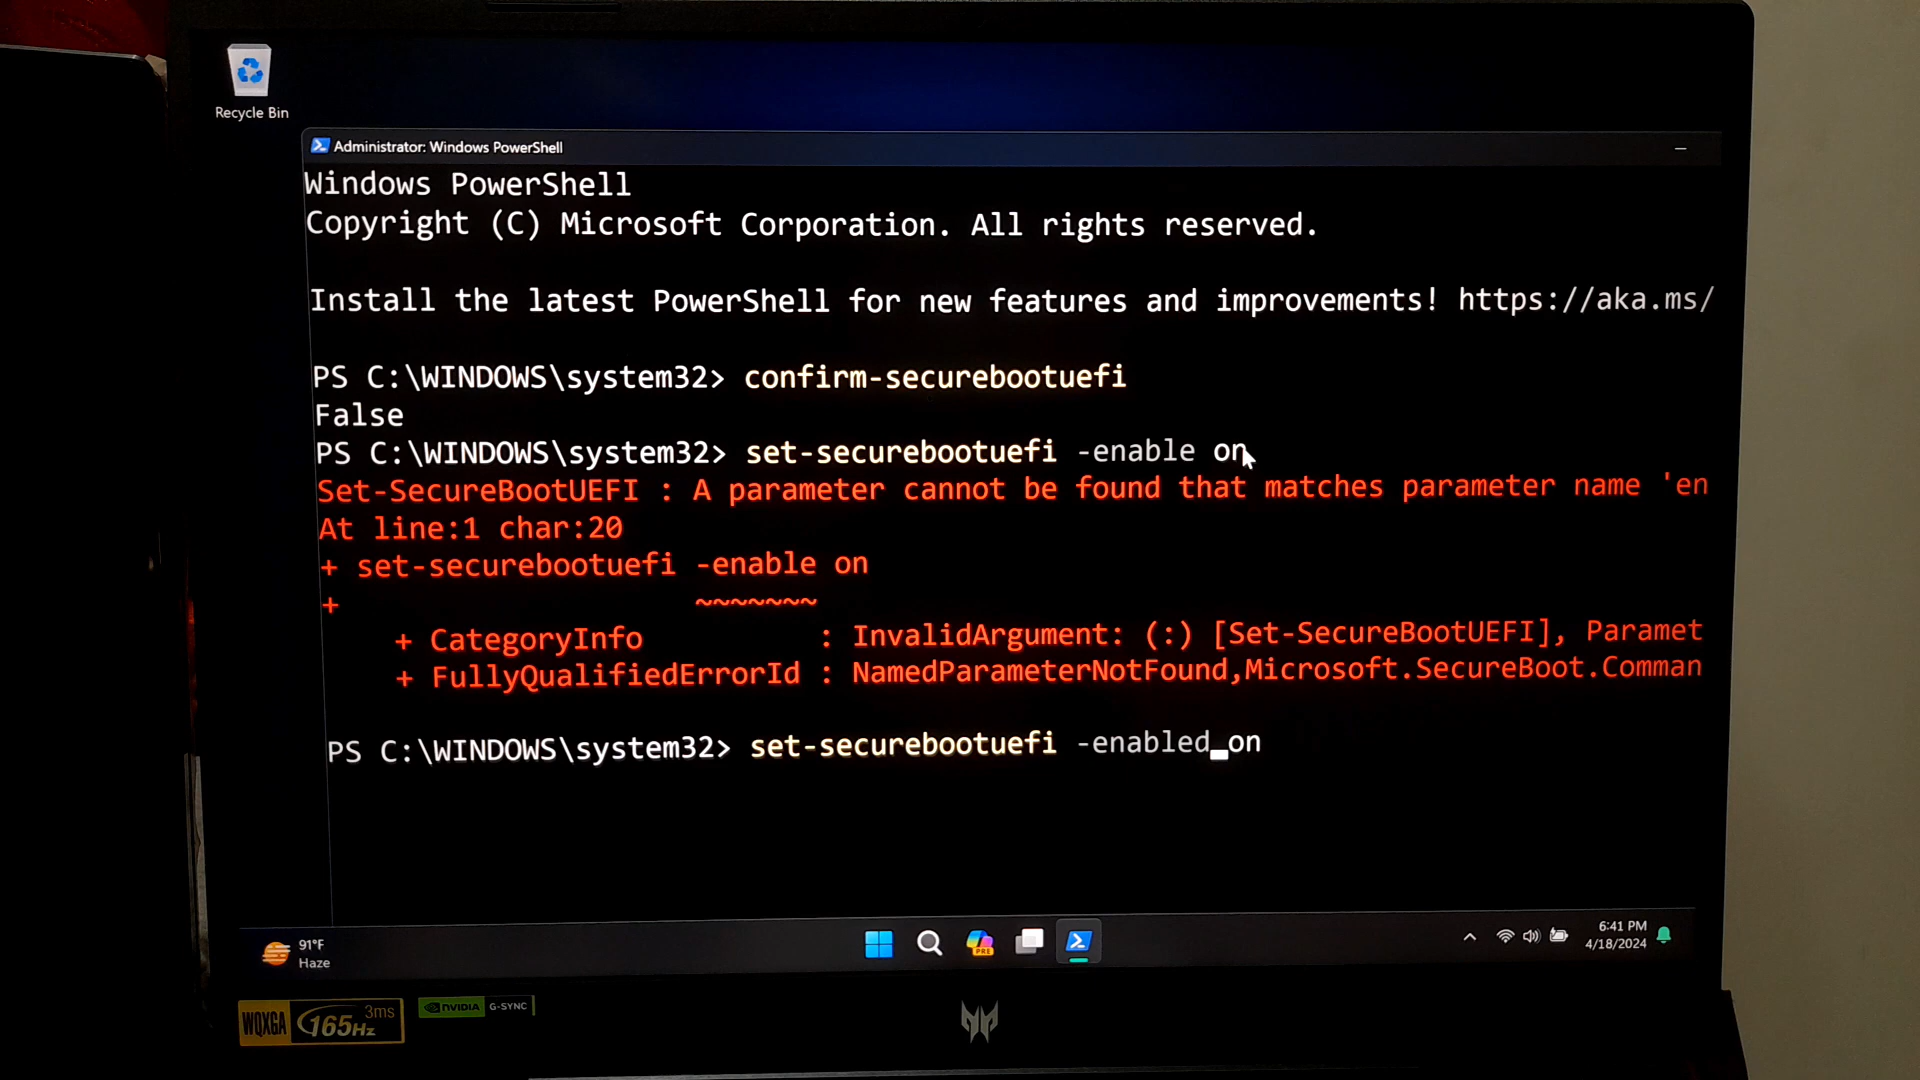 Recycle Bin
Administrator: Windows PowerShell
Windows PowerShell
Copyright (C) Microsoft Corporation. All rights reserved.
Install the latest PowerShell for new features and improvements! https://aka.ms/
PS C:\WINDOWS\system32> confirm-securebootuefi
False
PS C:\WINDOWS\system32> set-securebootuefi -enable on
Set-SecureBootUEFI : A parameter cannot be found that matches parameter name 'en
At line:1 char:20
+ set-securebootuefi -enable on
+ ~~~~~~~
+ CategoryInfo : InvalidArgument: (:) [Set-SecureBootUEFI], Paramet
+ FullyQualifiedErrorId : NamedParameterNotFound,Microsoft.SecureBoot.Comman
PS C:\WINDOWS\system32> set-securebootuefi -enabled on
91°F
Haze
PRE
6:41 PM
4/18/2024
WQXGA 165Hz 3ms
NVIDIA G-SYNC